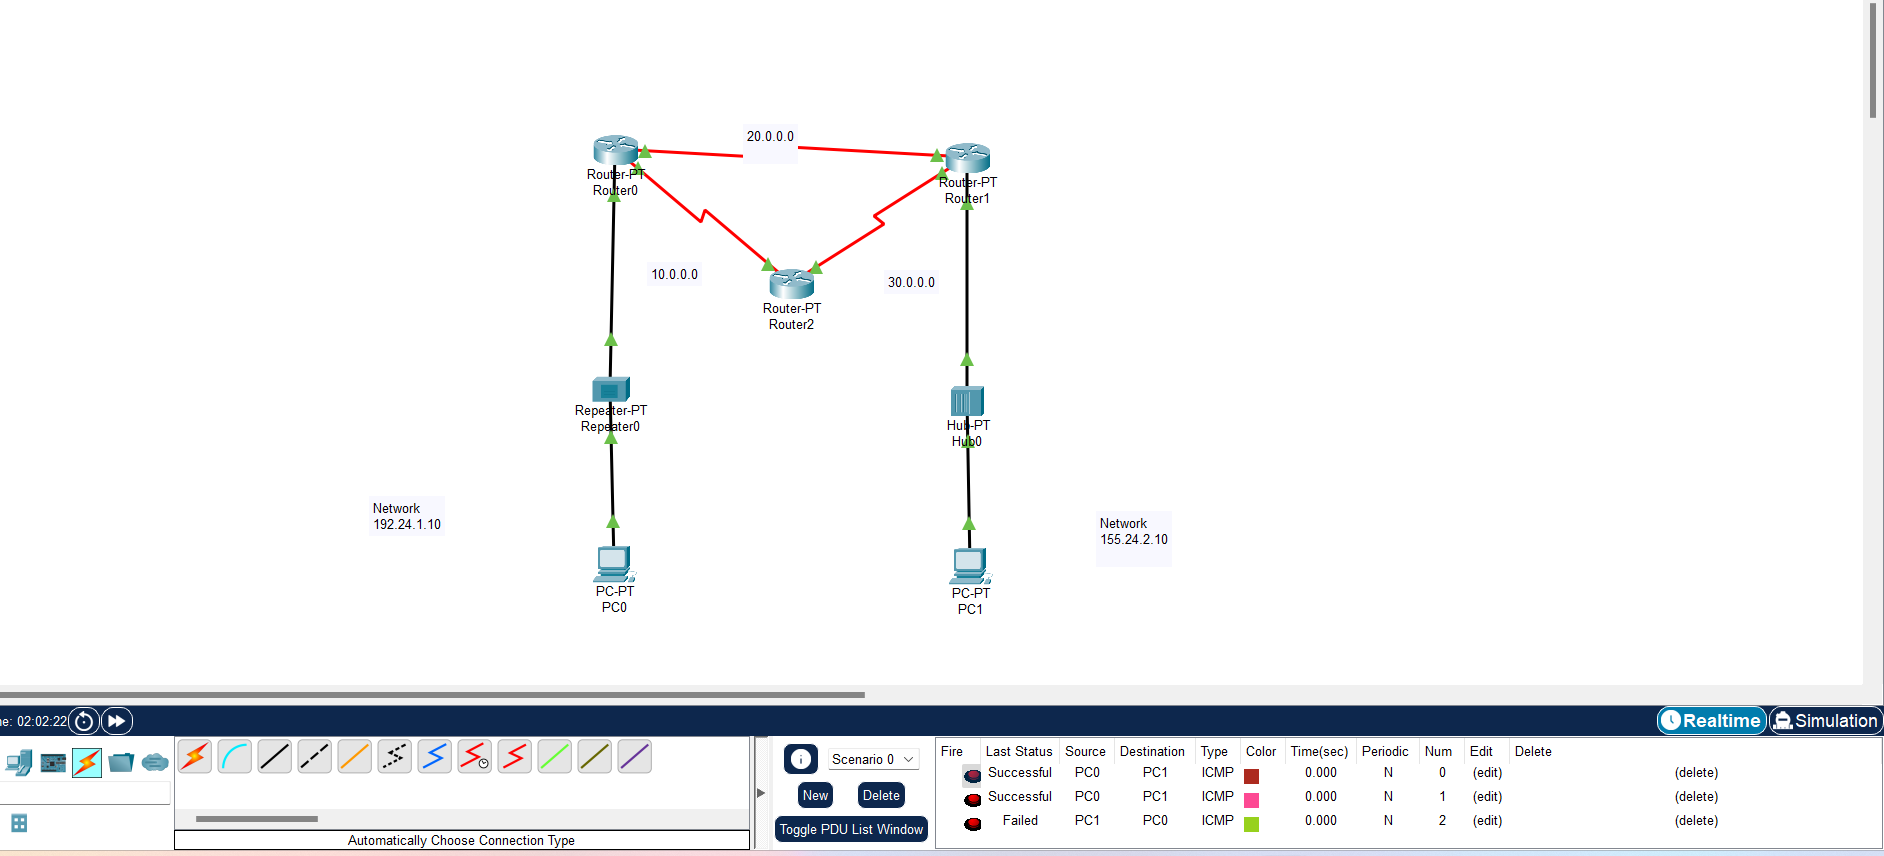 20.0.0.0
Router-PT
Router0
Router-PT
Router1
10.0.0.0
30.0.0.0
Router-PT
Router2
Repeater-PT
Repeater0
Hub-PT
Hub0
Network
192.24.1.10
Network
155.24.2.10
PC-PT
PC0
PC-PT
PC1
e: 02:02:22
Realtime
Simulation
Scenario 0
New
Delete
Toggle PDU List Window
Automatically Choose Connection Type
Fire Last Status Source Destination Type Color Time(sec) Periodic Num Edit Delete
Successful PC0 PC1 ICMP 0.000 N 0 (edit) (delete)
Successful PC0 PC1 ICMP 0.000 N 1 (edit) (delete)
Failed PC1 PC0 ICMP 0.000 N 2 (edit) (delete)